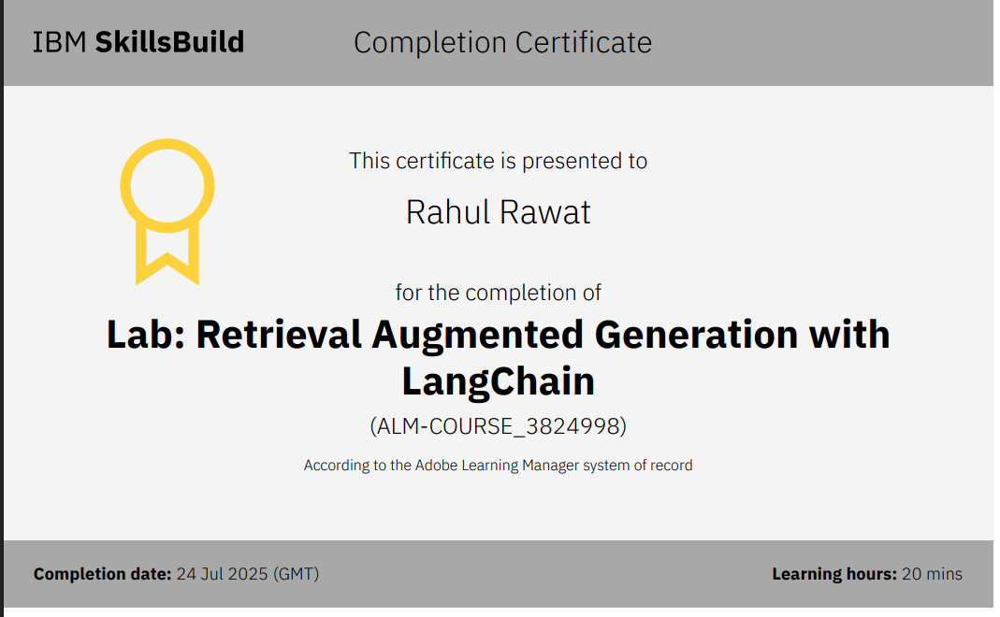 IBM SkillsBuild
Completion Certificate
This certificate is presented to
Rahul Rawat
for the completion of
Lab: Retrieval Augmented Generation with
LangChain
(ALM-COURSE_3824998)
According to the Adobe Learning Manager system of record
Completion date: 24 Jul 2025 (GMT)
Learning hours: 20 mins